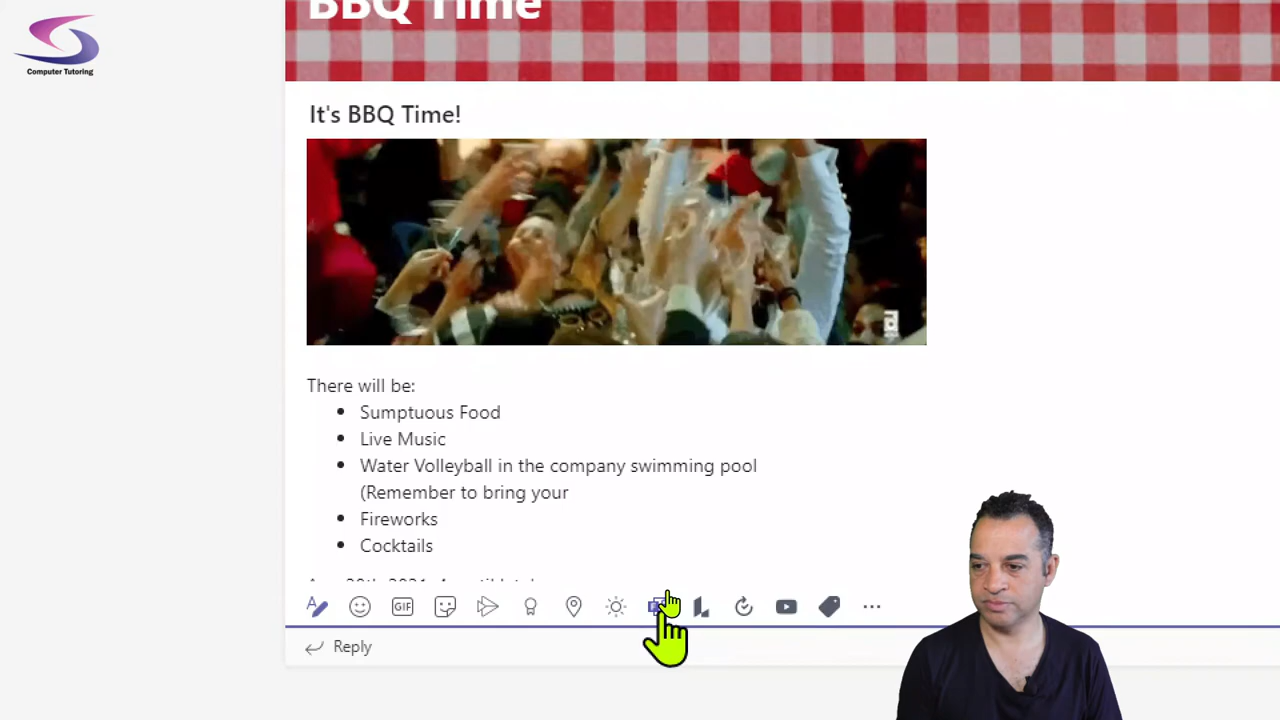 BBQ Time
Computer Tutoring
It's BBQ Time!
There will be:
Sumptuous Food
Live Music
Water Volleyball in the company swimming pool
(Remember to bring your
Fireworks
Cocktails
GIF
Reply